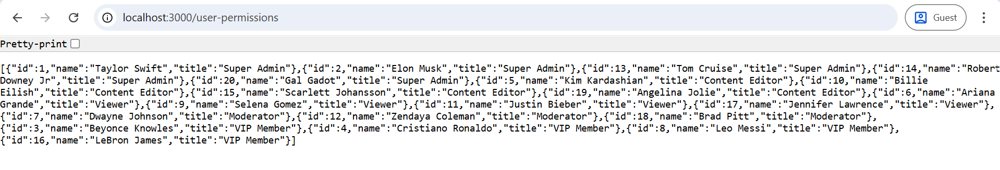 localhost:3000/user-permissions
Guest
Pretty-print
[{"id":1,"name":"Taylor Swift","title":"Super Admin"},{"id":2,"name":"Elon Musk","title":"Super Admin"},{"id":13,"name":"Tom Cruise","title":"Super Admin"},{"id":14,"name":"Robert
Downey Jr","title":"Super Admin"},{"id":20,"name":"Gal Gadot","title":"Super Admin"},{"id":5,"name":"Kim Kardashian","title":"Content Editor"},{"id":10,"name":"Billie
Eilish","title":"Content Editor"},{"id":15,"name":"Scarlett Johansson","title":"Content Editor"},{"id":19,"name":"Angelina Jolie","title":"Content Editor"},{"id":6,"name":"Ariana
Grande","title":"Viewer"},{"id":9,"name":"Selena Gomez","title":"Viewer"},{"id":11,"name":"Justin Bieber","title":"Viewer"},{"id":17,"name":"Jennifer Lawrence","title":"Viewer"},
{"id":7,"name":"Dwayne Johnson","title":"Moderator"},{"id":12,"name":"Zendaya Coleman","title":"Moderator"},{"id":18,"name":"Brad Pitt","title":"Moderator"},
{"id":3,"name":"Beyonce Knowles","title":"VIP Member"},{"id":4,"name":"Cristiano Ronaldo","title":"VIP Member"},{"id":8,"name":"Leo Messi","title":"VIP Member"},
{"id":16,"name":"LeBron James","title":"VIP Member"}]